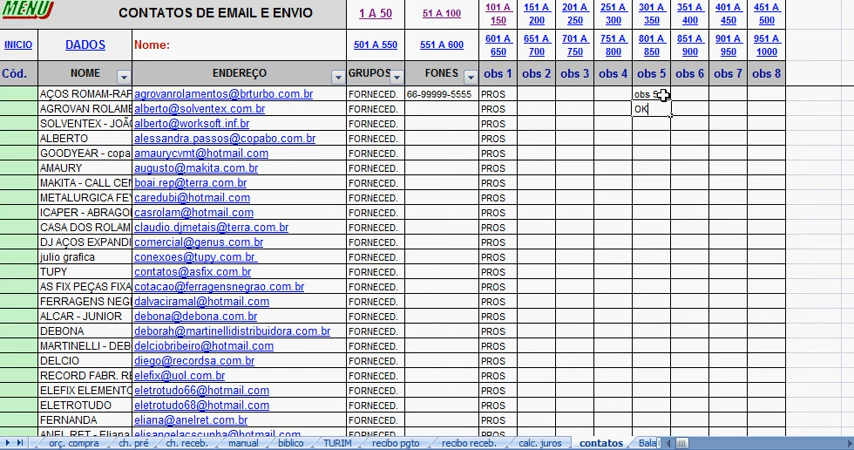 MENU CONTATOS DE EMAIL E ENVIO 1 A 50 51 A 100 101 A 150 151 A 200 201 A 250 251 A 300 301 A 350 351 A 400 401 A 450 451 A 500
INICIO DADOS Nome: 501 A 550 551 A 600 601 A 650 651 A 700 701 A 750 751 A 800 801 A 850 851 A 900 901 A 950 951 A 1000
Cód. NOME ENDEREÇO GRUPOS FONES obs 1 obs 2 obs 3 obs 4 obs 5 obs 6 obs 7 obs 8
AÇOS ROMAM-RAF agrovanrolamentos@brturbo.com.br FORNECED. 66-99999-5555 PROS obs 5
AGROVAN ROLAME alberto@solventex.com.br FORNECED. PROS OK
SOLVENTEX - JOÃO alberto@worksoft.inf.br FORNECED. PROS
ALBERTO alessandra.passos@copabo.com.br FORNECED. PROS
GOODYEAR - copa amaurycvmt@hotmail.com FORNECED. PROS
AMAURY augusto@makita.com.br FORNECED. PROS
MAKITA - CALL CEN boai.rep@terra.com.br FORNECED. PROS
METALURGICA FEY caredubi@hotmail.com FORNECED. PROS
ICAPER - ABRAGO casrolam@hotmail.com FORNECED. PROS
CASA DOS ROLAM claudio.djmetais@terra.com.br FORNECED. PROS
DJ AÇOS EXPANDI comercial@genus.com.br FORNECED. PROS
julio grafica conexoes@tupy.com.br FORNECED. PROS
TUPY contatos@asfix.com.br FORNECED. PROS
AS FIX PEÇAS FIXA cotacao@ferragensnegrao.com.br FORNECED. PROS
FERRAGENS NEG dalvaciramal@hotmail.com FORNECED. PROS
ALCAR - JUNIOR debona@debona.com.br FORNECED. PROS
DEBONA deborah@martinellidistribuidora.com.br FORNECED. PROS
MARTINELLI - DEB delciobribeiro@hotmail.com FORNECED. PROS
DELCIO diego@recordsa.com.br FORNECED. PROS
RECORD FABR. RE elefix@uol.com.br FORNECED. PROS
ELEFIX ELEMENTO eletrotudo66@hotmail.com FORNECED. PROS
ELETROTUDO eletrotudo68@hotmail.com FORNECED. PROS
FERNANDA eliana@anelret.com.br FORNECED. PROS
ANEL RET - Elian elisangelacscunha@hotmail.com FORNECED. PROS
orç. compra ch. pré ch. receb. manual biblico TURIM recibo pgto recibo receb. calc. juros contatos Bala